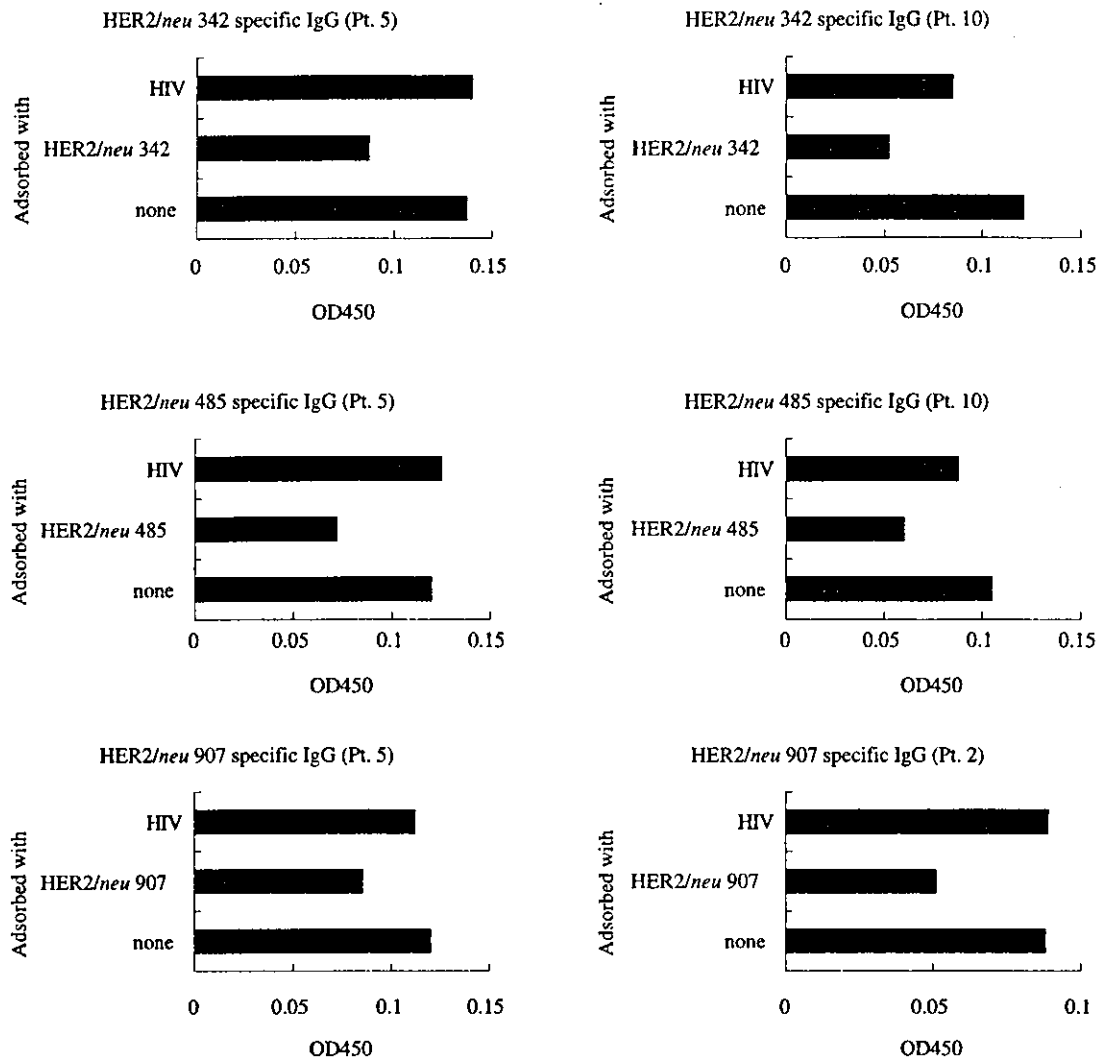 HER2/neu 342 specific IgG (Pt. 5)
Adsorbed with
HIV
HER2/neu 342
none
0 0.05 0.1 0.15
OD450
HER2/neu 342 specific IgG (Pt. 10)
Adsorbed with
HIV
HER2/neu 342
none
0 0.05 0.1 0.15
OD450
HER2/neu 485 specific IgG (Pt. 5)
Adsorbed with
HIV
HER2/neu 485
none
0 0.05 0.1 0.15
OD450
HER2/neu 485 specific IgG (Pt. 10)
Adsorbed with
HIV
HER2/neu 485
none
0 0.05 0.1 0.15
OD450
HER2/neu 907 specific IgG (Pt. 5)
Adsorbed with
HIV
HER2/neu 907
none
0 0.05 0.1 0.15
OD450
HER2/neu 907 specific IgG (Pt. 2)
Adsorbed with
HIV
HER2/neu 907
none
0 0.05 0.1
OD450